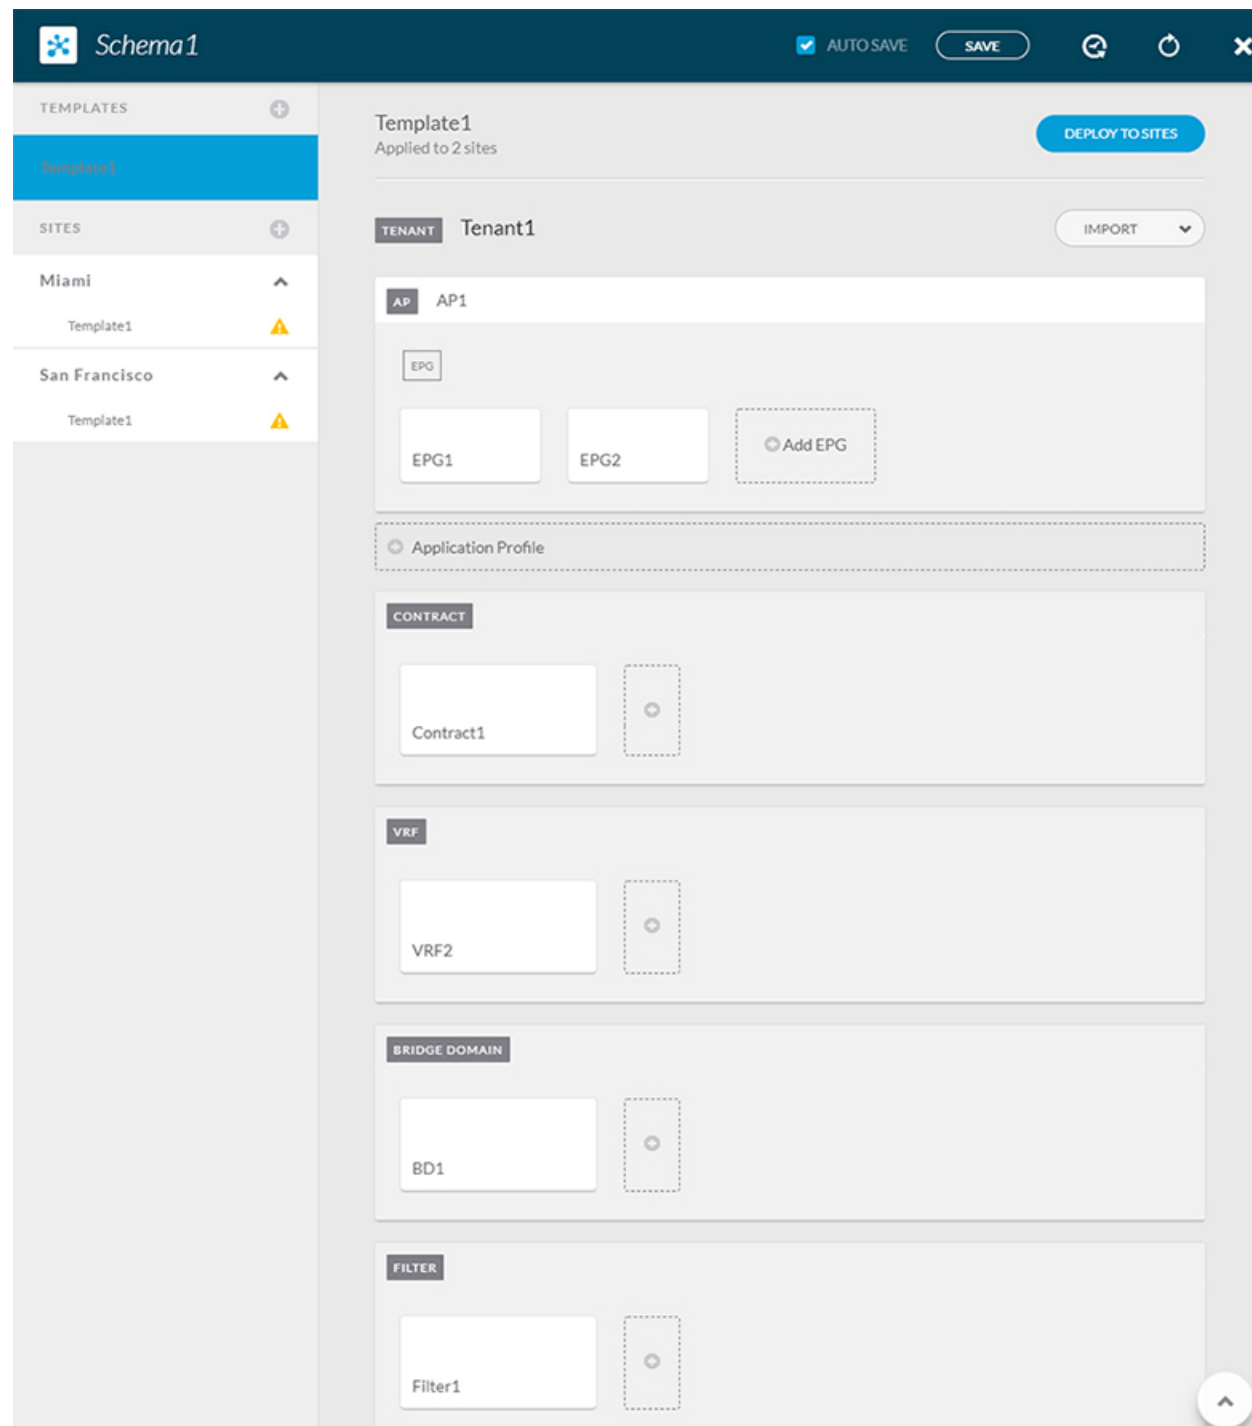 Schema1
AUTO SAVE
SAVE
TEMPLATES
Template1
SITES
Miami
Template1
San Francisco
Template1
Template1
Applied to 2 sites
DEPLOY TO SITES
TENANT Tenant1
IMPORT
AP AP1
EPG
EPG1
EPG2
Add EPG
Application Profile
CONTRACT
Contract1
VRF
VRF2
BRIDGE DOMAIN
BD1
FILTER
Filter1